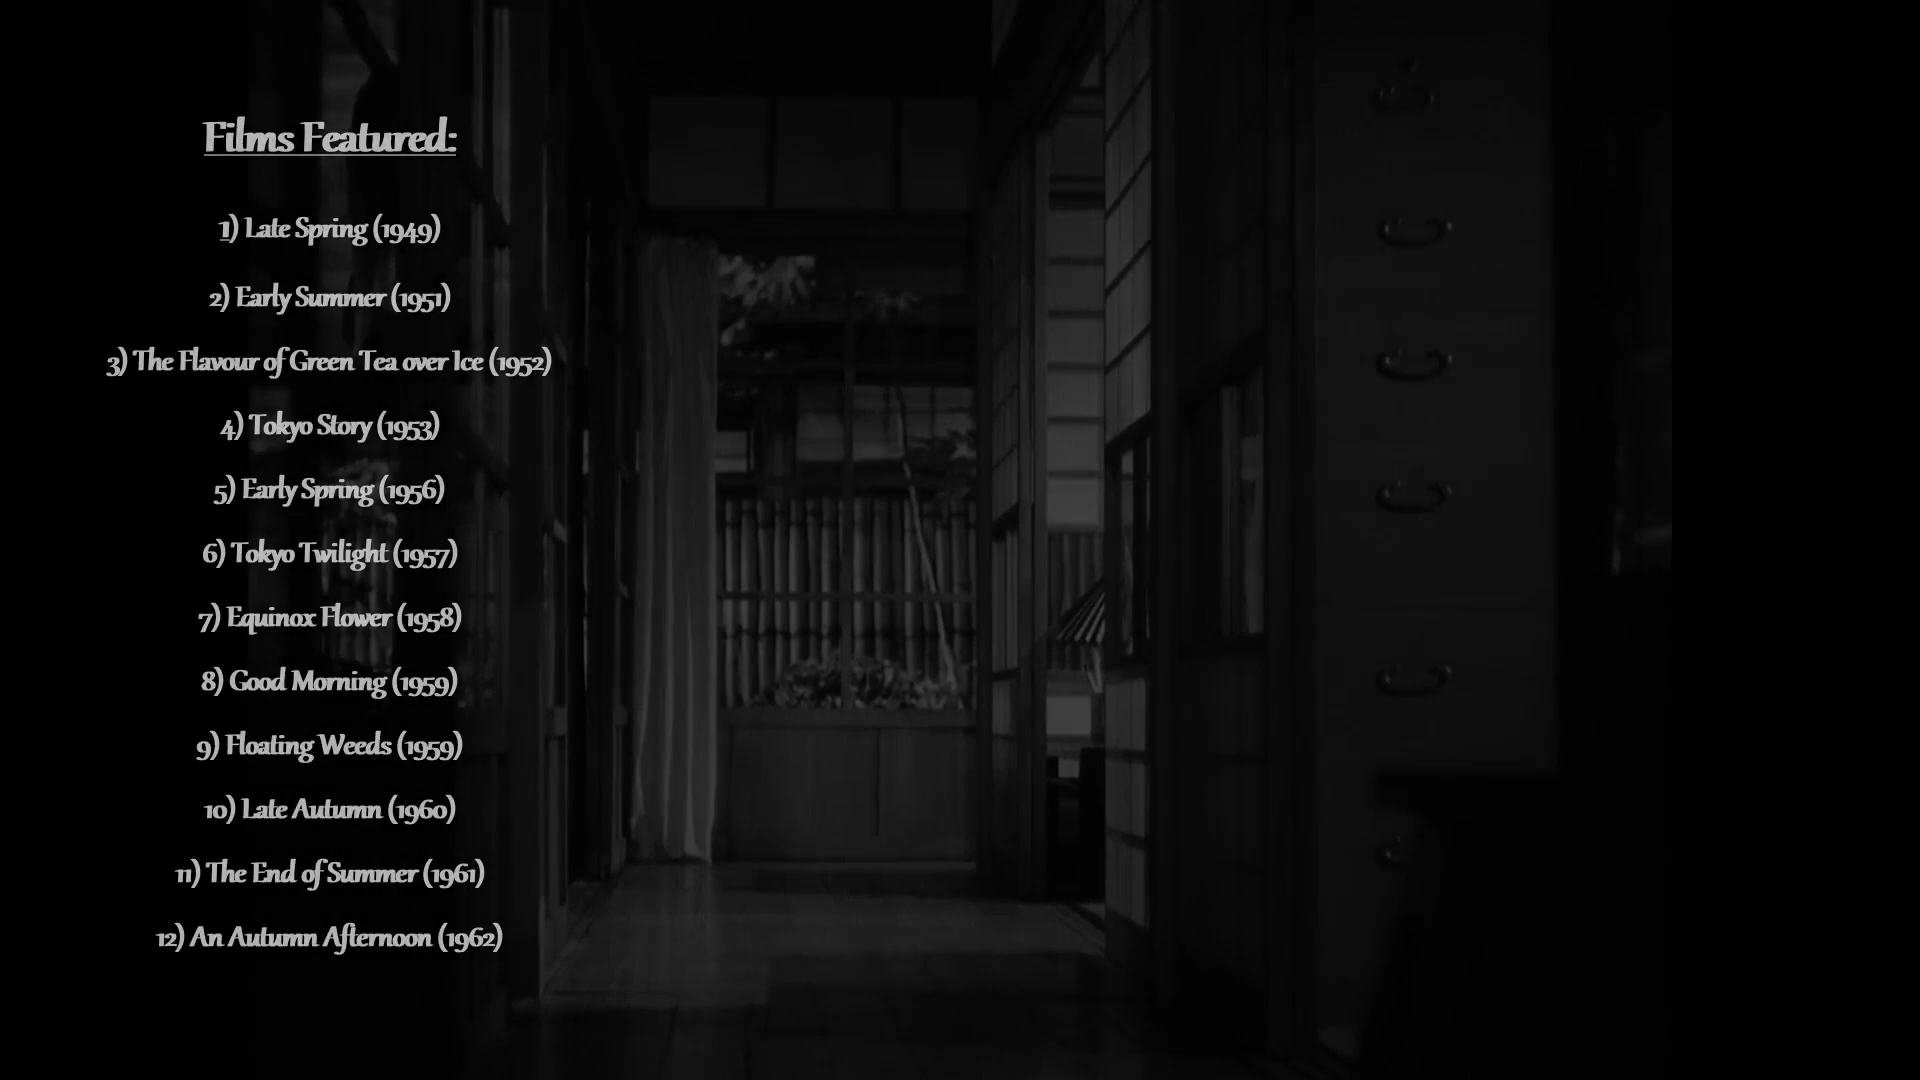 Films Featured:
1) Late Spring (1949)
2) Early Summer (1951)
3) The Flavour of Green Tea over Ice (1952)
4) Tokyo Story (1953)
5) Early Spring (1956)
6) Tokyo Twilight (1957)
7) Equinox Flower (1958)
8) Good Morning (1959)
9) Floating Weeds (1959)
10) Late Autumn (1960)
11) The End of Summer (1961)
12) An Autumn Afternoon (1962)